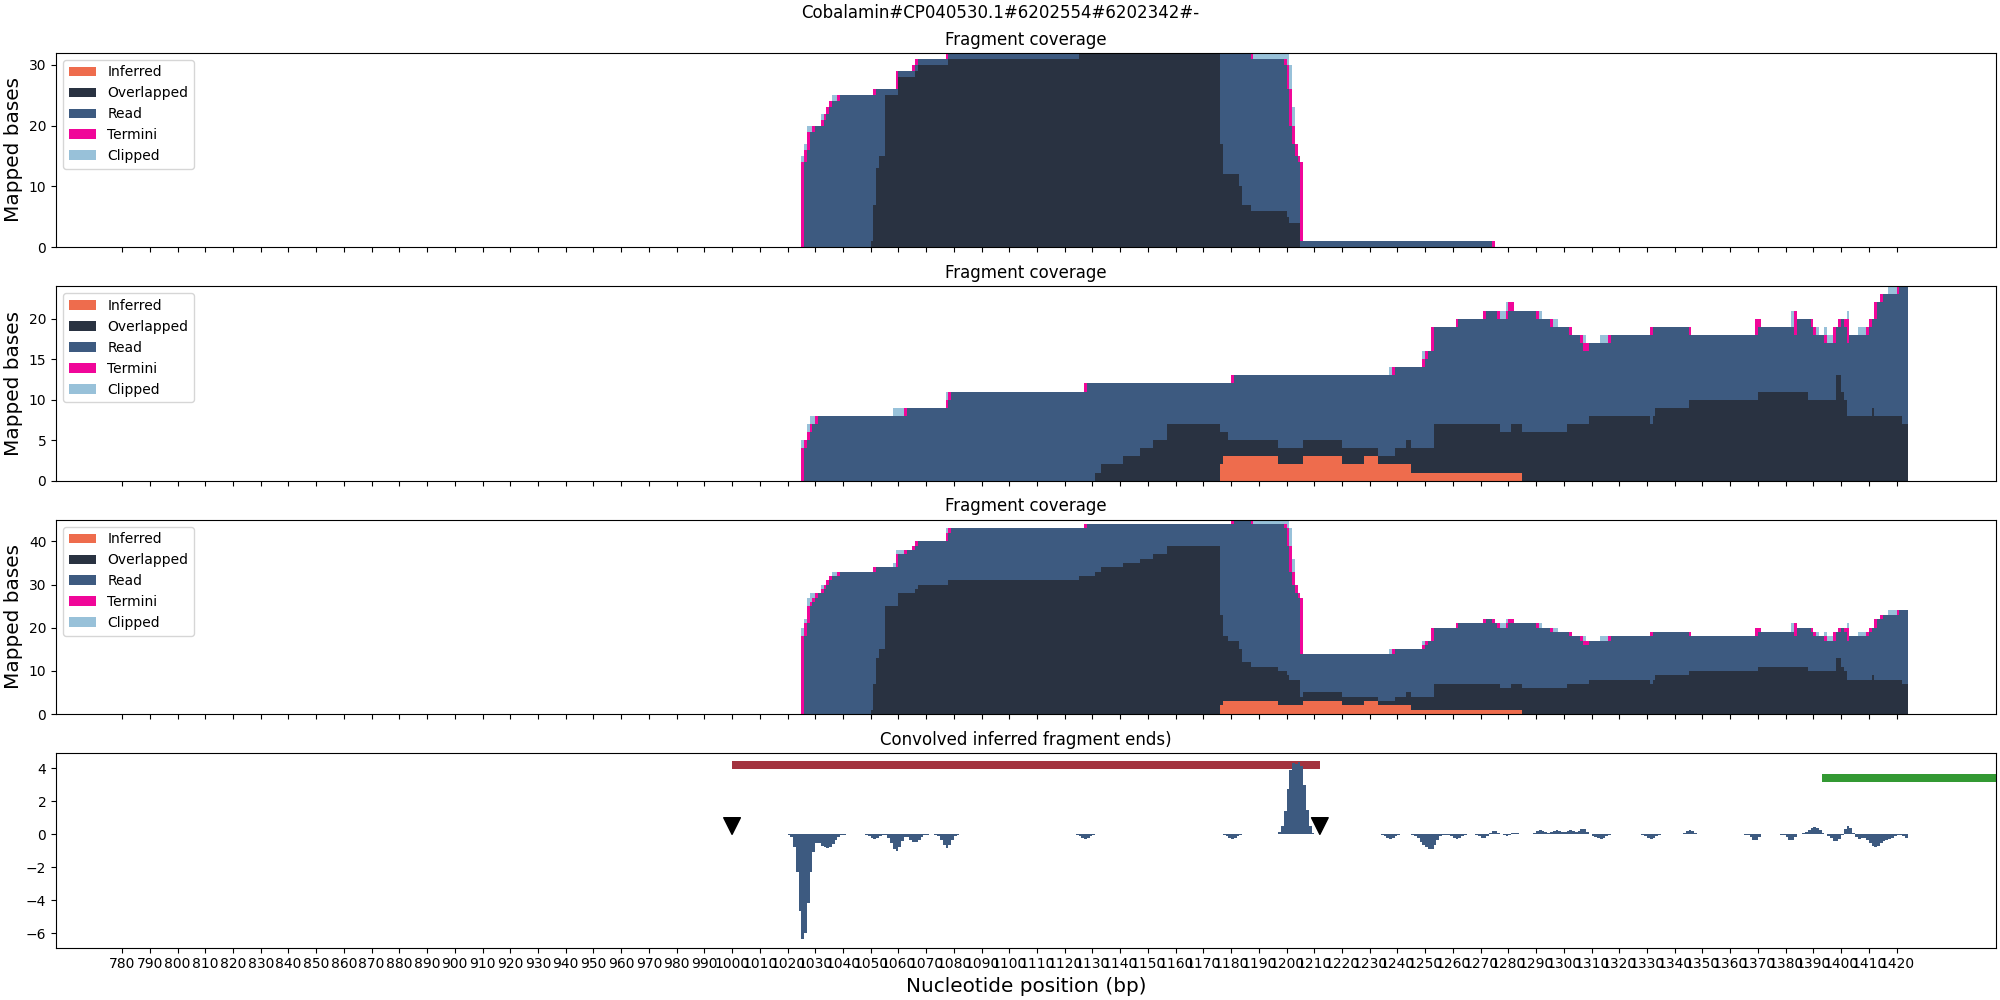 Cobalamin#CP040530.1#6202554#6202342#-
Fragment coverage
Mapped bases
30
20
10
0
Inferred
Overlapped
Read
Termini
Clipped
Fragment coverage
Mapped bases
20
15
10
5
0
Inferred
Overlapped
Read
Termini
Clipped
Fragment coverage
Mapped bases
40
30
20
10
0
Inferred
Overlapped
Read
Termini
Clipped
Convolved inferred fragment ends)
4
2
0
−2
−4
−6
780 790 800 810 820 830 840 850 860 870 880 890 900 910 920 930 940 950 960 970 980 990 1000 1010 1020 1030 1040 1050 1060 1070 1080 1090 1100 1110 1120 1130 1140 1150 1160 1170 1180 1190 1200 1210 1220 1230 1240 1250 1260 1270 1280 1290 1300 1310 1320 1330 1340 1350 1360 1370 1380 1390 1400 1410 1420
Nucleotide position (bp)